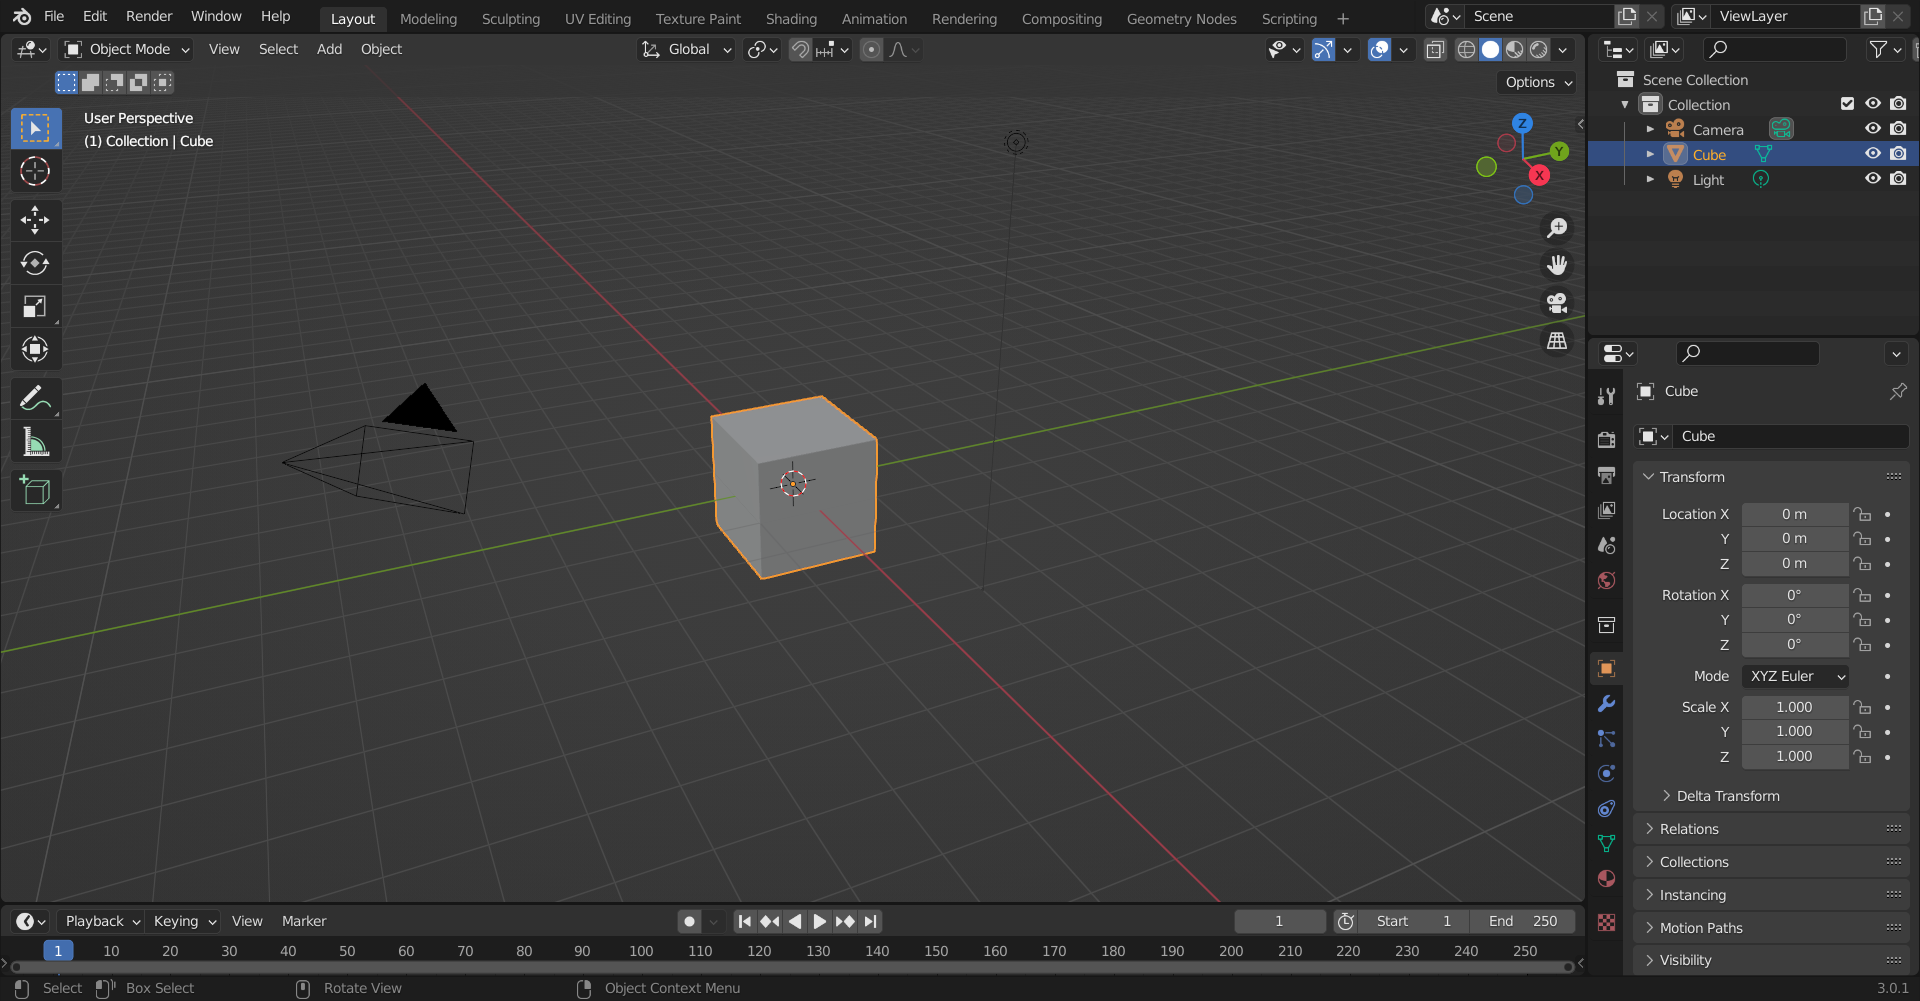 File Edit Render Window Help Layout Modeling Sculpting UV Editing Texture Paint Shading Animation Rendering Compositing Geometry Nodes Scripting + Scene ViewLayer
Object Mode View Select Add Object Global
Options
User Perspective
(1) Collection | Cube
Z
Y
X
Scene Collection
Collection
Camera
Cube
Light
Cube
Cube
Transform
Location X 0 m
Y 0 m
Z 0 m
Rotation X 0°
Y 0°
Z 0°
Mode XYZ Euler
Scale X 1.000
Y 1.000
Z 1.000
Delta Transform
Relations
Collections
Instancing
Motion Paths
Visibility
Playback Keying View Marker 1 Start 1 End 250
1 10 20 30 40 50 60 70 80 90 100 110 120 130 140 150 160 170 180 190 200 210 220 230 240 250
Select Box Select Rotate View Object Context Menu 3.0.1